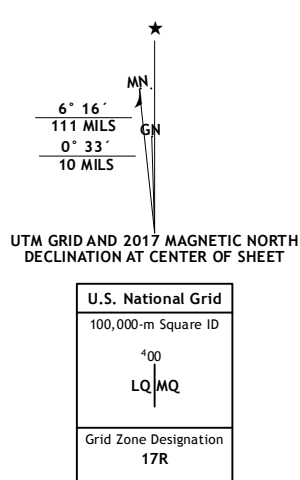 ★
MN.
6° 16´
111 MILS
GN
0° 33´
10 MILS
UTM GRID AND 2017 MAGNETIC NORTH
DECLINATION AT CENTER OF SHEET
U.S. National Grid
100,000-m Square ID
⁴00
LQ MQ
Grid Zone Designation
17R